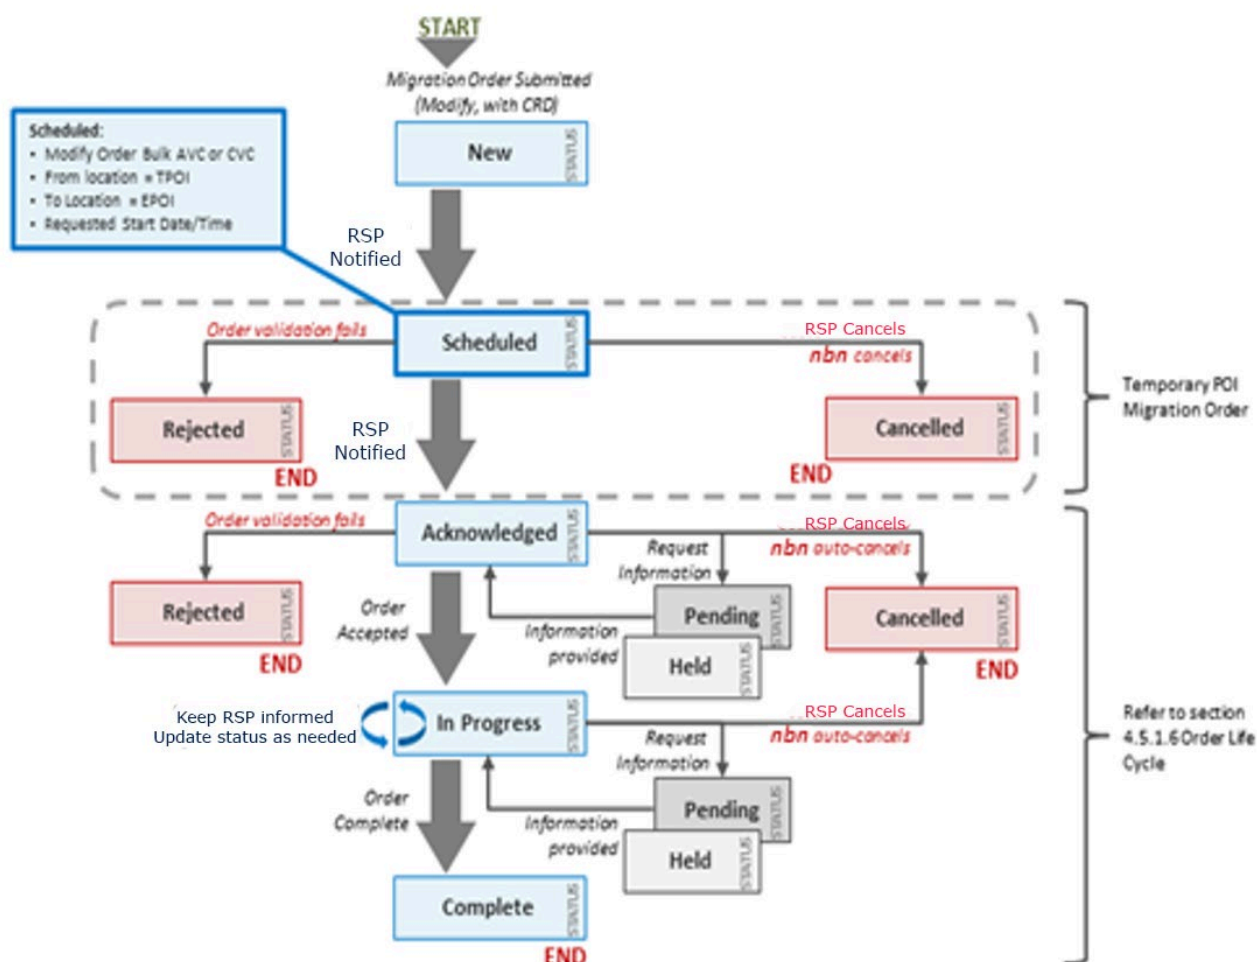 START
Migration Order Submitted
(Modify, with CRD)
New
STATUS
Scheduled:
• Modify Order Bulk AVC or CVC
• From location = TPOI
• To Location = EPOI
• Requested Start Date/Time
RSP
Notified
Order validation fails
Scheduled
STATUS
RSP Cancels
nbn cancels
Rejected
STATUS
END
RSP
Notified
Cancelled
STATUS
END
Temporary POI
Migration Order
Order validation fails
Acknowledged
STATUS
RSP Cancels
nbn auto-cancels
Request
Information
Rejected
STATUS
END
Order
Accepted
Information
provided
Pending
STATUS
Held
STATUS
Cancelled
STATUS
END
Keep RSP informed
Update status as needed
In Progress
STATUS
RSP Cancels
nbn auto-cancels
Request
Information
Refer to section
4.5.1.6 Order Life
Cycle
Order
Complete
Information
provided
Pending
STATUS
Held
STATUS
Complete
STATUS
END